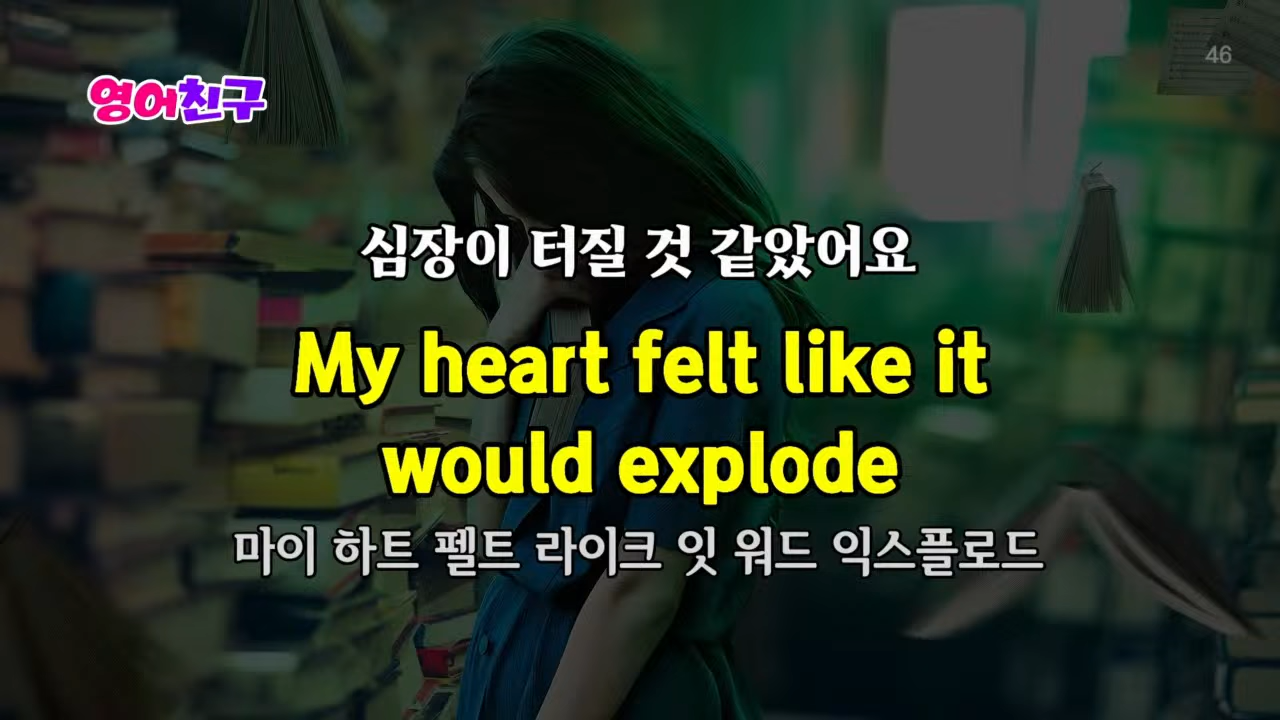 46
영어친구
심장이 터질 것 같았어요
My heart felt like it
would explode
마이 하트 펠트 라이크 잇 워드 익스플로드